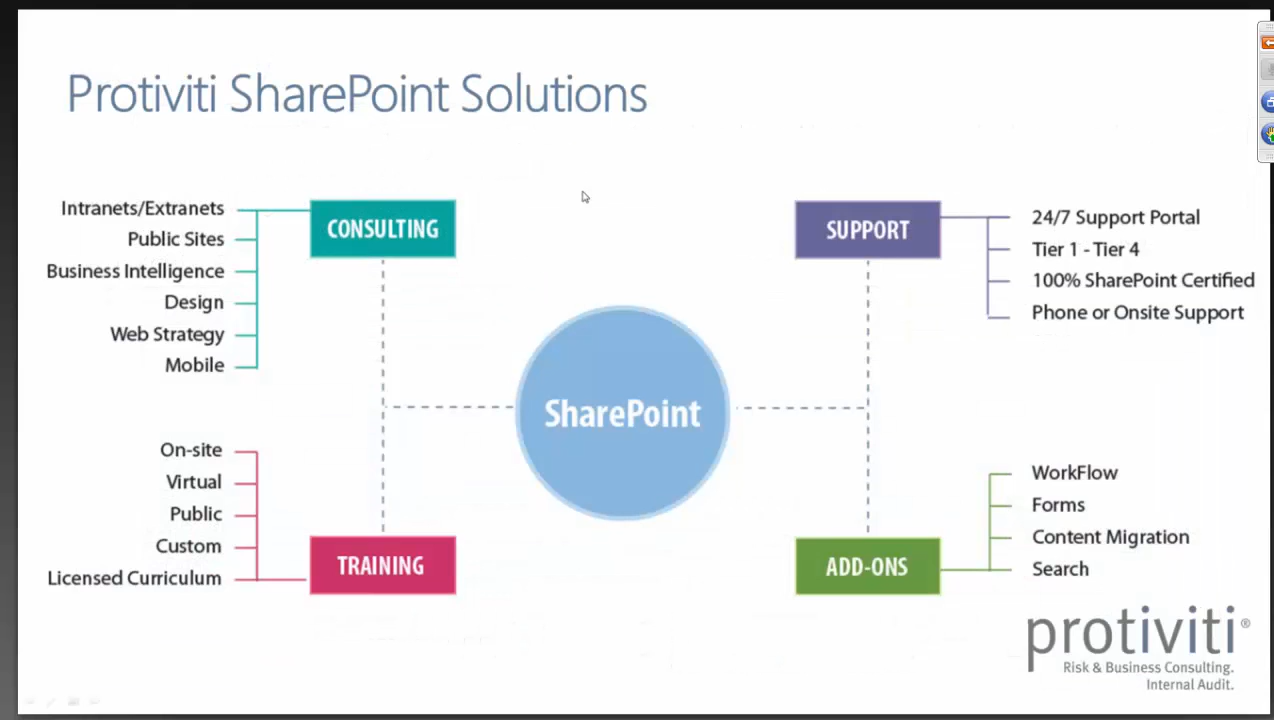 Protiviti SharePoint Solutions
Intranets/Extranets
Public Sites
Business Intelligence
Design
Web Strategy
Mobile
CONSULTING
SUPPORT
24/7 Support Portal
Tier 1 - Tier 4
100% SharePoint Certified
Phone or Onsite Support
SharePoint
On-site
Virtual
Public
Custom
Licensed Curriculum
TRAINING
ADD-ONS
WorkFlow
Forms
Content Migration
Search
protiviti®
Risk & Business Consulting.
Internal Audit.